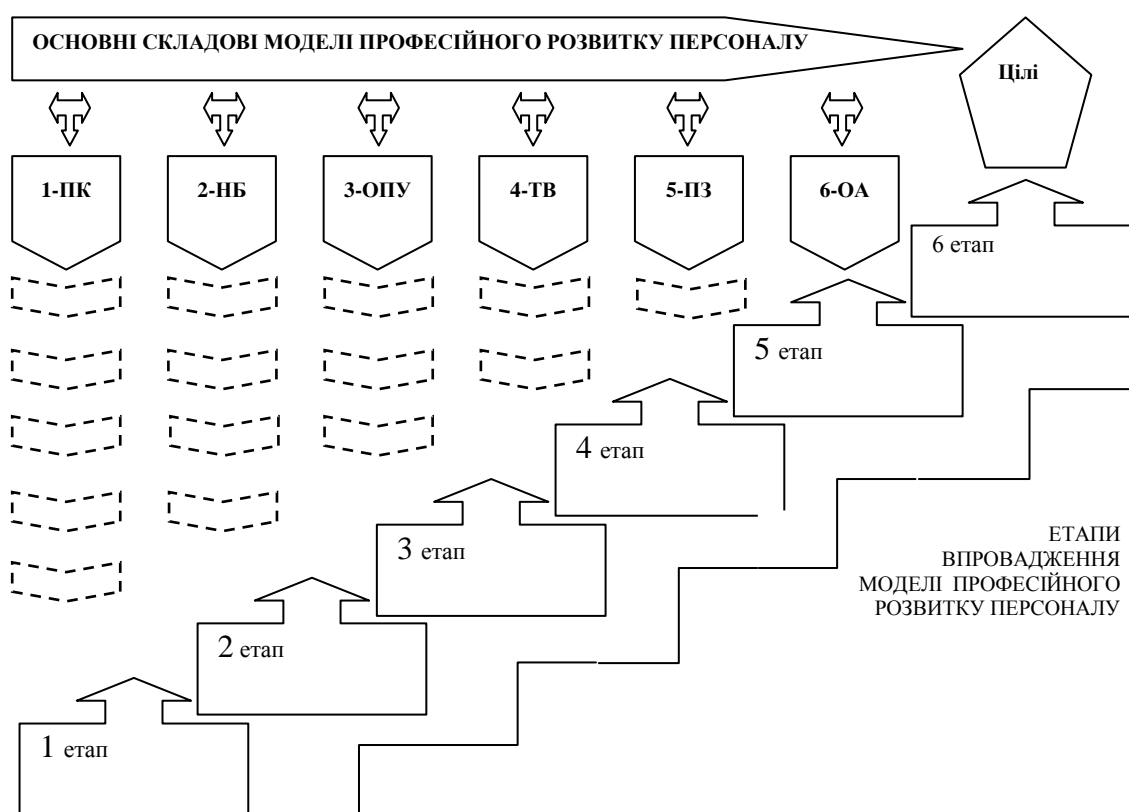 ОСНОВНІ СКЛАДОВІ МОДЕЛІ ПРОФЕСІЙНОГО РОЗВИТКУ ПЕРСОНАЛУ
Цілі
1-ПК
2-НБ
3-ОПУ
4-ТВ
5-ПЗ
6-ОА
6 етап
5 етап
4 етап
3 етап
2 етап
1 етап
ЕТАПИ
ВПРОВАДЖЕННЯ
МОДЕЛІ ПРОФЕСІЙНОГО
РОЗВИТКУ ПЕРСОНАЛУ